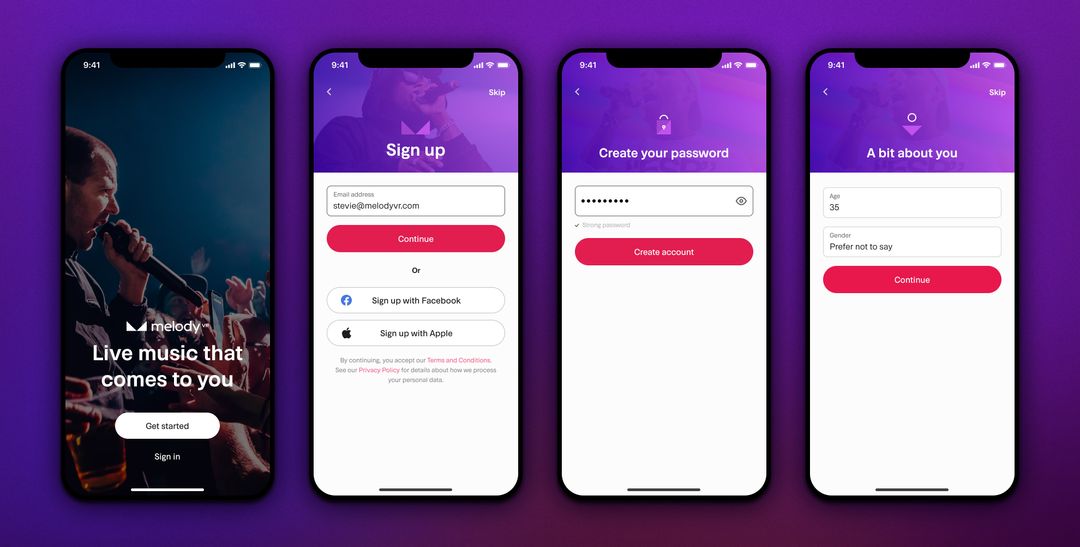 9:41
melody VR
Live music that
comes to you
Get started
Sign in
9:41
Skip
Sign up
Email address
stevie@melodyvr.com
Continue
Or
Sign up with Facebook
Sign up with Apple
By continuing, you accept our Terms and Conditions.
See our Privacy Policy for details about how we process
your personal data.
9:41
Create your password
Strong password
Create account
9:41
Skip
A bit about you
Age
35
Gender
Prefer not to say
Continue